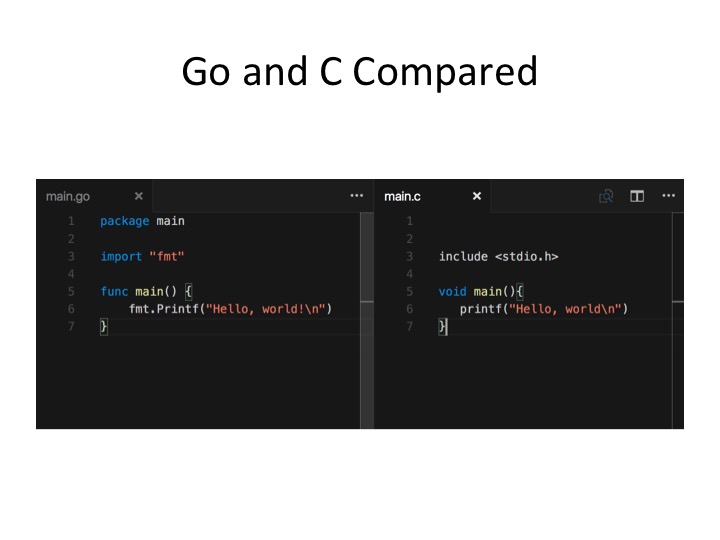 Go and C Compared
main.go × ···
1 package main
2
3 import "fmt"
4
5 func main() {
6 fmt.Printf("Hello, world!\n")
7 }
main.c × ···
1
2
3 include <stdio.h>
4
5 void main(){
6 printf("Hello, world\n")
7 }